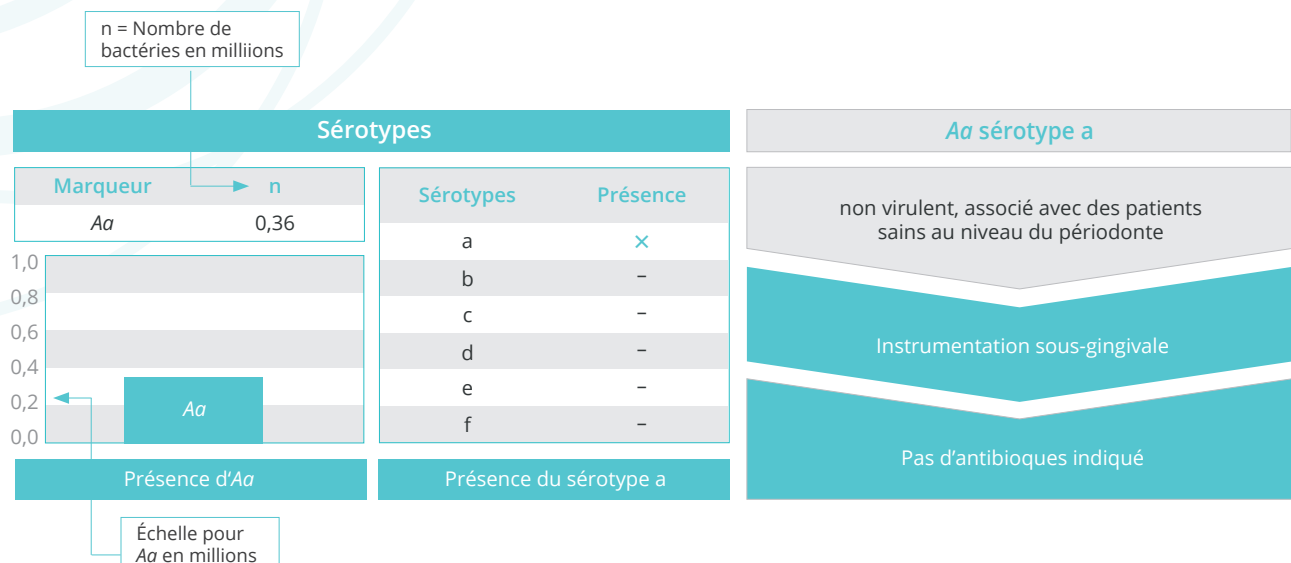 n = Nombre de
bactéries en milliions
Sérotypes
Marqueur n
Aa 0,36
1,0
0,8
0,6
0,4
0,2
0,0
Aa
Présence d‘Aa
Échelle pour
Aa en millions
Sérotypes Présence
a ×
b –
c –
d –
e –
f –
Présence du sérotype a
Aa sérotype a
non virulent, associé avec des patients
sains au niveau du périodonte
Instrumentation sous-gingivale
Pas d’antibioques indiqué